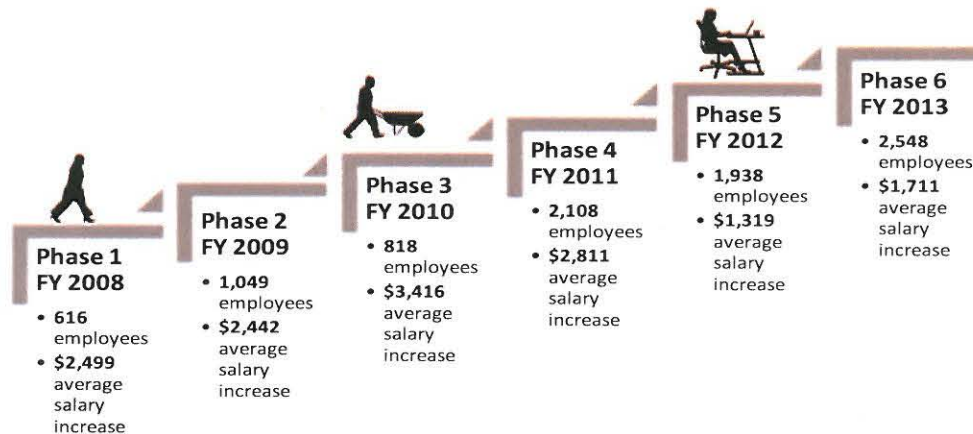 Phase 1
FY 2008
• 616
employees
• $2,499
average
salary
increase
Phase 2
FY 2009
• 1,049
employees
• $2,442
average
salary
increase
Phase 3
FY 2010
• 818
employees
• $3,416
average
salary
increase
Phase 4
FY 2011
• 2,108
employees
• $2,811
average
salary
increase
Phase 5
FY 2012
• 1,938
employees
• $1,319
average
salary
increase
Phase 6
FY 2013
• 2,548
employees
• $1,711
average
salary
increase